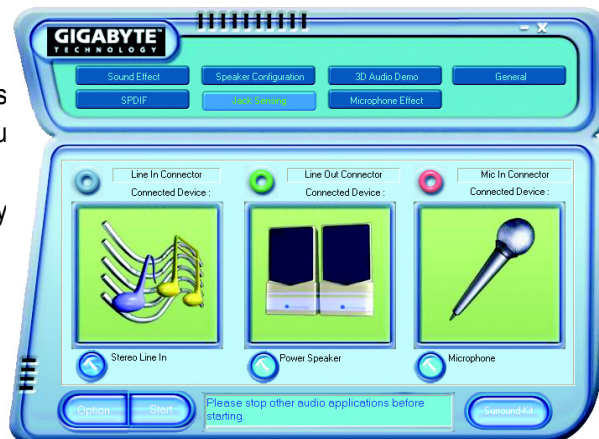 GIGABYTE™
TECHNOLOGY
- x
Sound Effect
Speaker Configuration
3D Audio Demo
General
SPDIF
Jack Sensing
Microphone Effect
s
u
y
Line In Connector
Connected Device :
Line Out Connector
Connected Device :
Mic In Connector
Connected Device :
Stereo Line In
Power Speaker
Microphone
Option
Start
Please stop other audio applications before
starting.
Surround-Kit